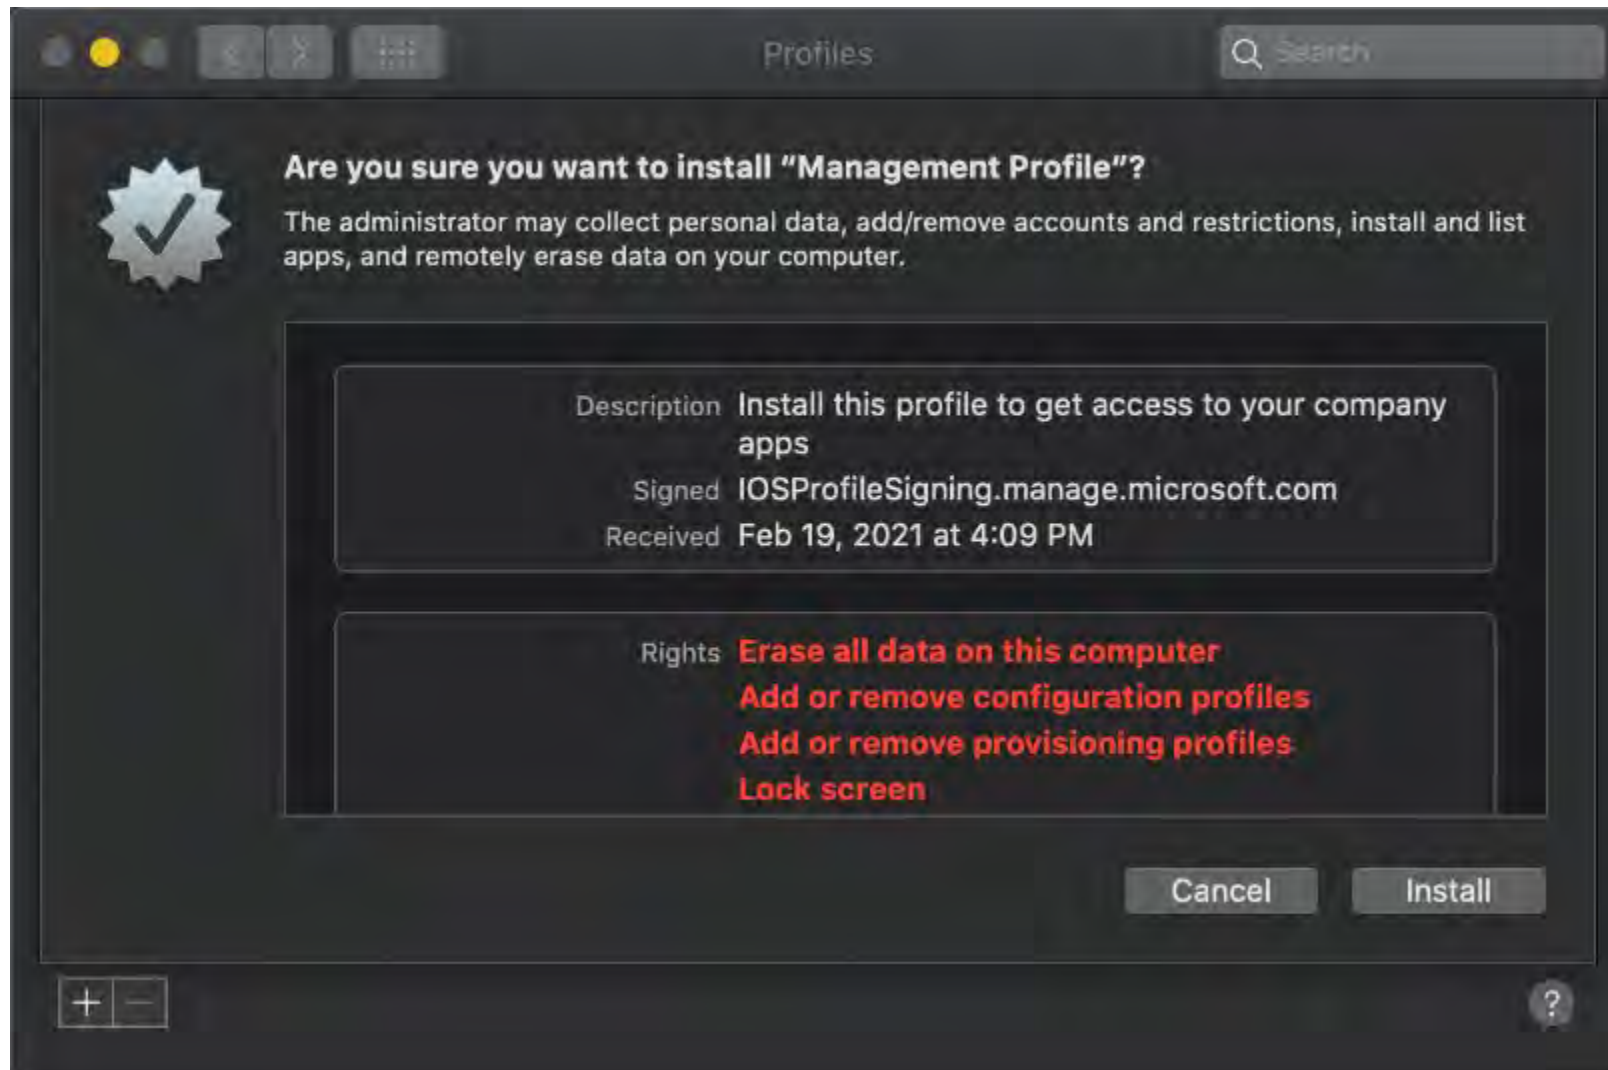 Profiles
Search
Are you sure you want to install “Management Profile”?
The administrator may collect personal data, add/remove accounts and restrictions, install and list
apps, and remotely erase data on your computer.
Description Install this profile to get access to your company
apps
Signed IOSProfileSigning.manage.microsoft.com
Received Feb 19, 2021 at 4:09 PM
Rights Erase all data on this computer
Add or remove configuration profiles
Add or remove provisioning profiles
Lock screen
Cancel Install
+ −
?